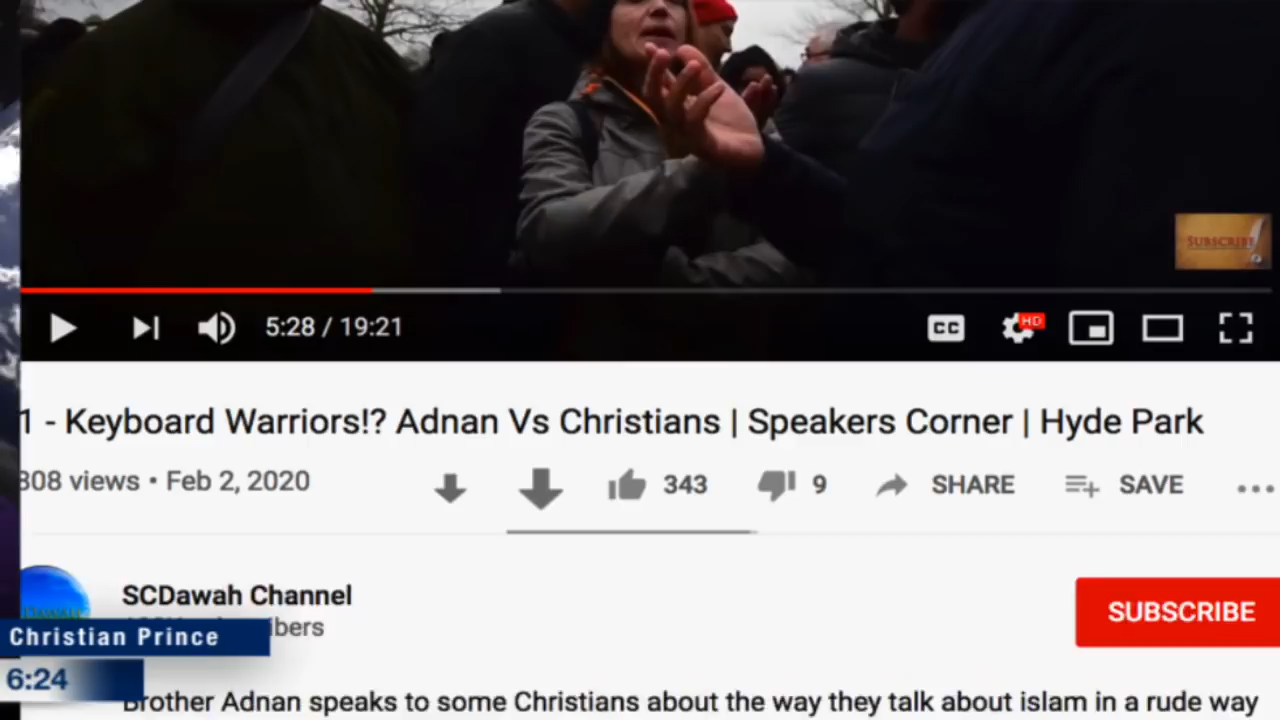 SUBSCRIBE
5:28 / 19:21
CC
HD
1 - Keyboard Warriors!? Adnan Vs Christians | Speakers Corner | Hyde Park
808 views • Feb 2, 2020
343
9
SHARE
SAVE
SCDawah Channel
DAWAH
SUBSCRIBE
Christian Prince
6:24
Brother Adnan speaks to some Christians about the way they talk about islam in a rude way